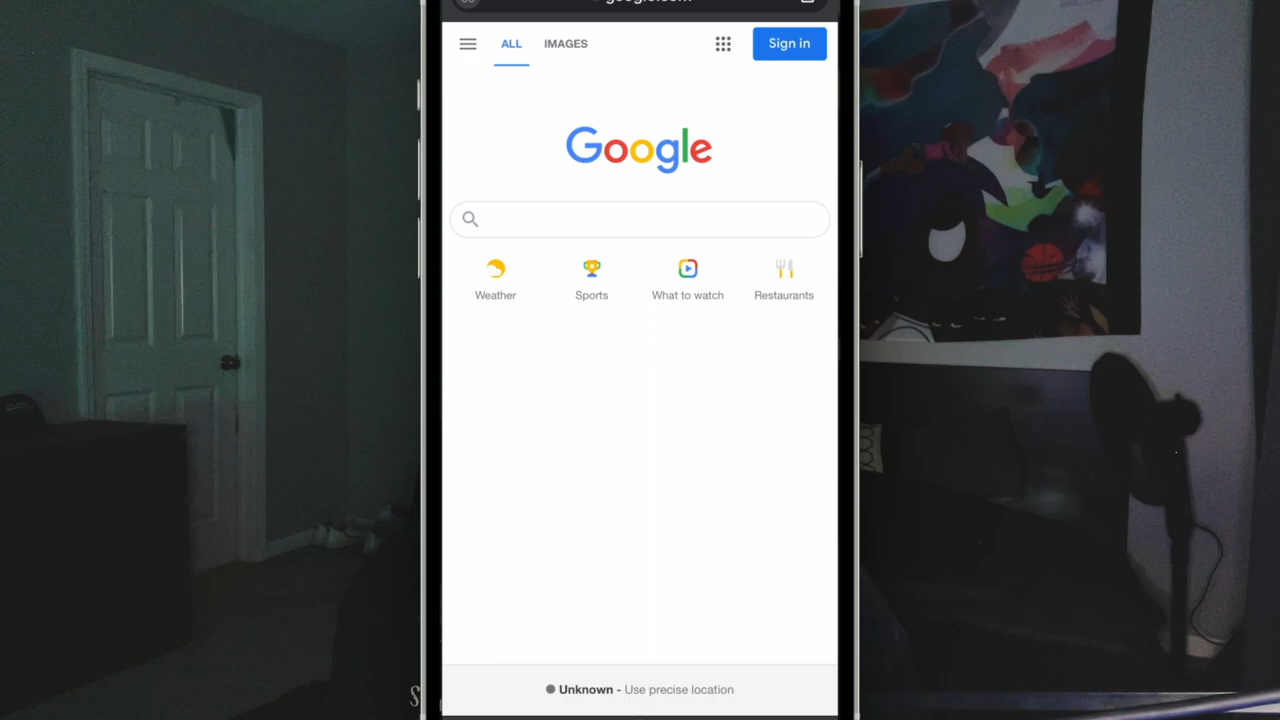 google.com
ALL IMAGES Sign in
Google
Weather Sports What to watch Restaurants
Unknown - Use precise location